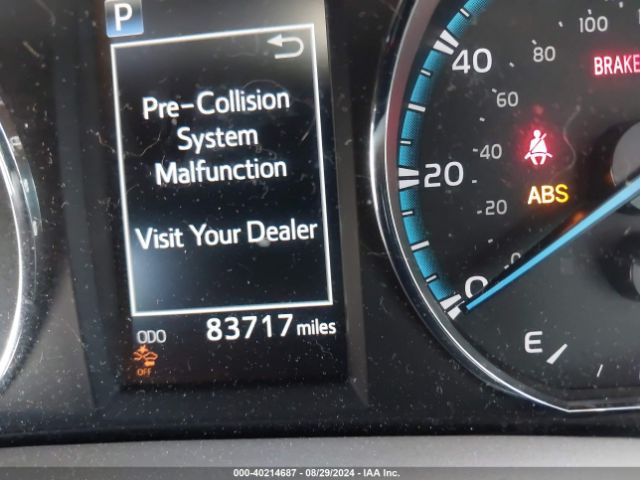 P
Pre-Collision
System
Malfunction
Visit Your Dealer
ODO 83717 miles
OFF
100
80
60
40
20
0
40
20
0
BRAKE
ABS
E
000-40214687 - 08/29/2024 - IAA Inc.